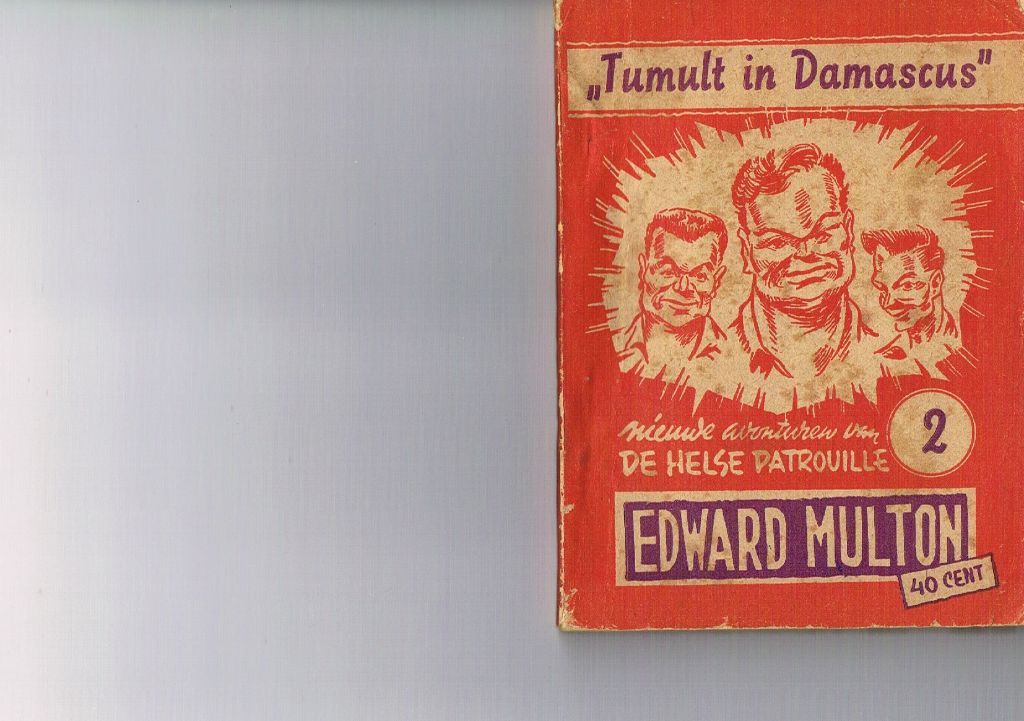 „Tumult in Damascus”
nieuwe avonturen van
DE HELSE PATROUILLE
2
EDWARD MULTON
40 CENT